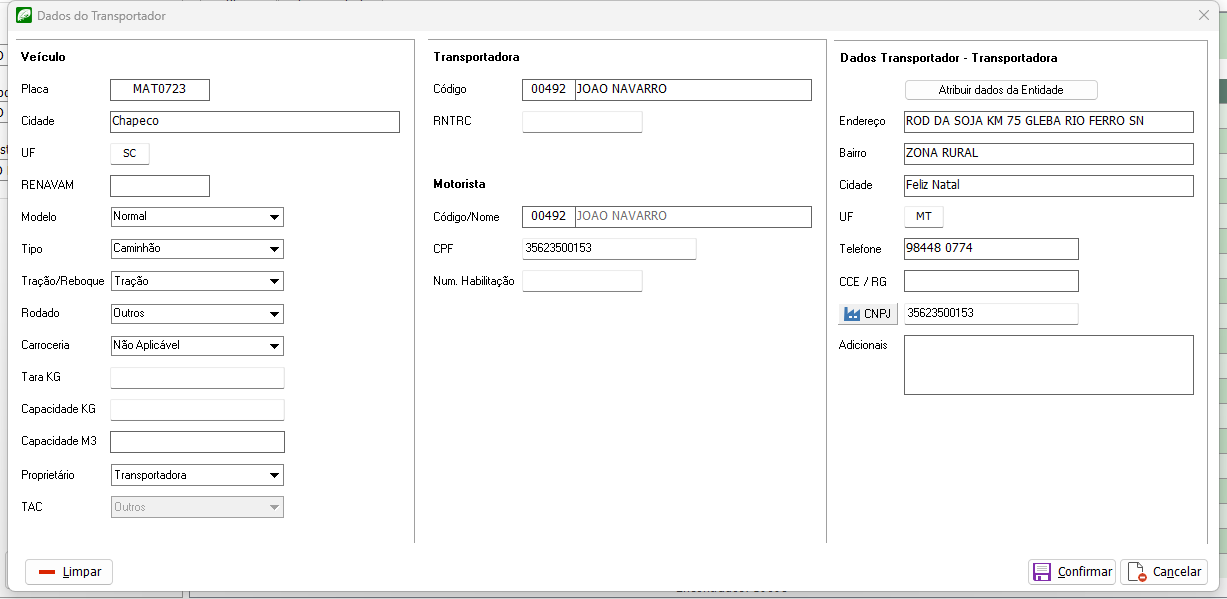 Dados do Transportador
Veículo
Placa MAT0723
Cidade Chapeco
UF SC
RENAVAM
Modelo Normal
Tipo Caminhão
Tração/Reboque Tração
Rodado Outros
Carroceria Não Aplicável
Tara KG
Capacidade KG
Capacidade M3
Proprietário Transportadora
TAC Outros
Transportadora
Código 00492 JOAO NAVARRO
RNTRC
Motorista
Código/Nome 00492 JOAO NAVARRO
CPF 35623500153
Num. Habilitação
Dados Transportador - Transportadora
Atribuir dados da Entidade
Endereço ROD DA SOJA KM 75 GLEBA RIO FERRO SN
Bairro ZONA RURAL
Cidade Feliz Natal
UF MT
Telefone 98448 0774
CCE / RG
CNPJ 35623500153
Adicionais
Limpar
Confirmar
Cancelar